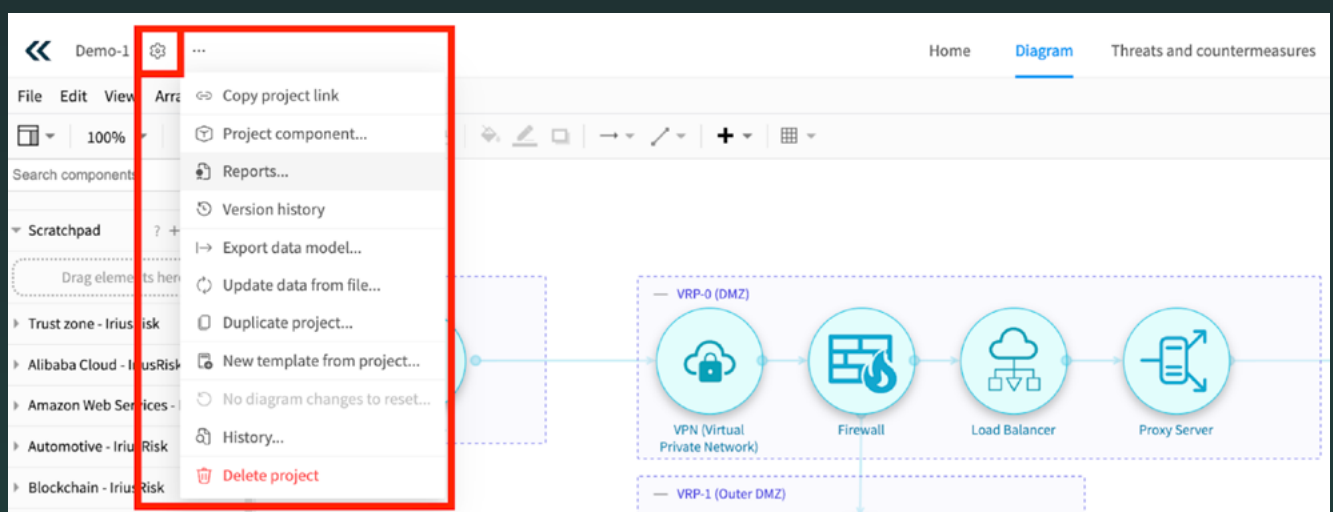 Demo-1
...
Home
Diagram
Threats and countermeasures
File Edit View
100%
Search components
Scratchpad ? +
Drag elements here
Trust zone - IriusRisk
Alibaba Cloud - IriusRisk
Amazon Web Services -
Automotive - IriusRisk
Blockchain - IriusRisk
Copy project link
Project component...
Reports...
Version history
Export data model...
Update data from file...
Duplicate project...
New template from project...
No diagram changes to reset...
History...
Delete project
VRP-0 (DMZ)
VPN (Virtual
Private Network)
Firewall
Load Balancer
Proxy Server
VRP-1 (Outer DMZ)